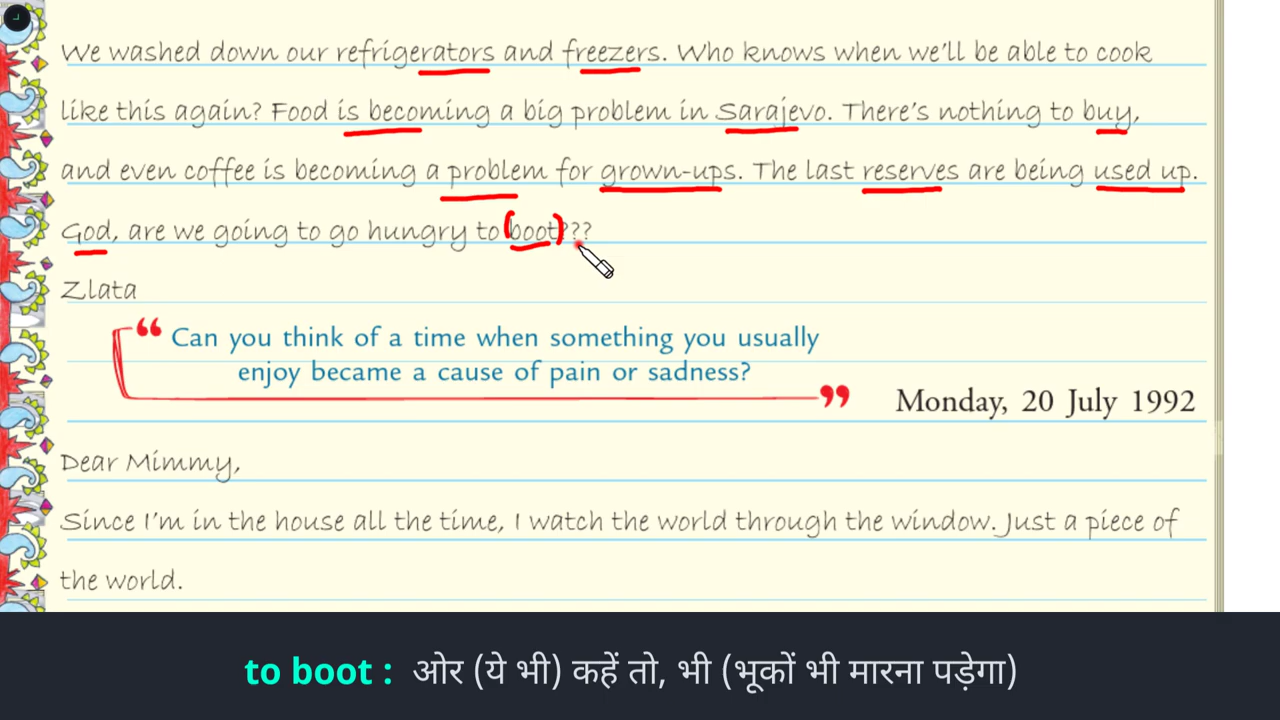 We washed down our refrigerators and freezers. Who knows when we'll be able to cook
like this again? Food is becoming a big problem in Sarajevo. There's nothing to buy,
and even coffee is becoming a problem for grown-ups. The last reserves are being used up.
God, are we going to go hungry to boot???
Zlata
“ Can you think of a time when something you usually
enjoy became a cause of pain or sadness? ”
Monday, 20 July 1992
Dear Mimmy,
Since I'm in the house all the time, I watch the world through the window. Just a piece of
the world.
to boot : ओर (ये भी) कहें तो, भी (भूकों भी मारना पड़ेगा)